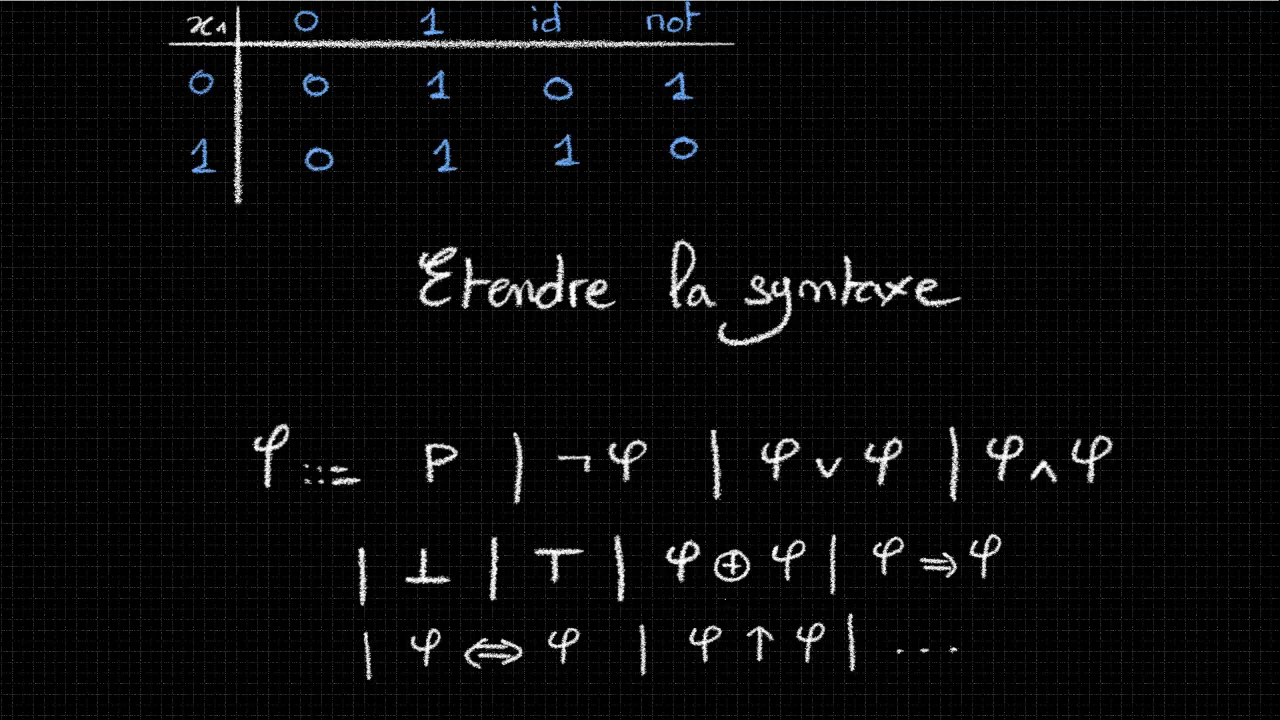 x₁ | 0 1 id not
0 | 0 1 0 1
1 | 0 1 1 0
Etendre la syntaxe
φ ::= P | ¬φ | φ ∨ φ | φ ∧ φ
| ⊥ | ⊤ | φ ⊕ φ | φ ⇒ φ
| φ ⇔ φ | φ ↑ φ | ...